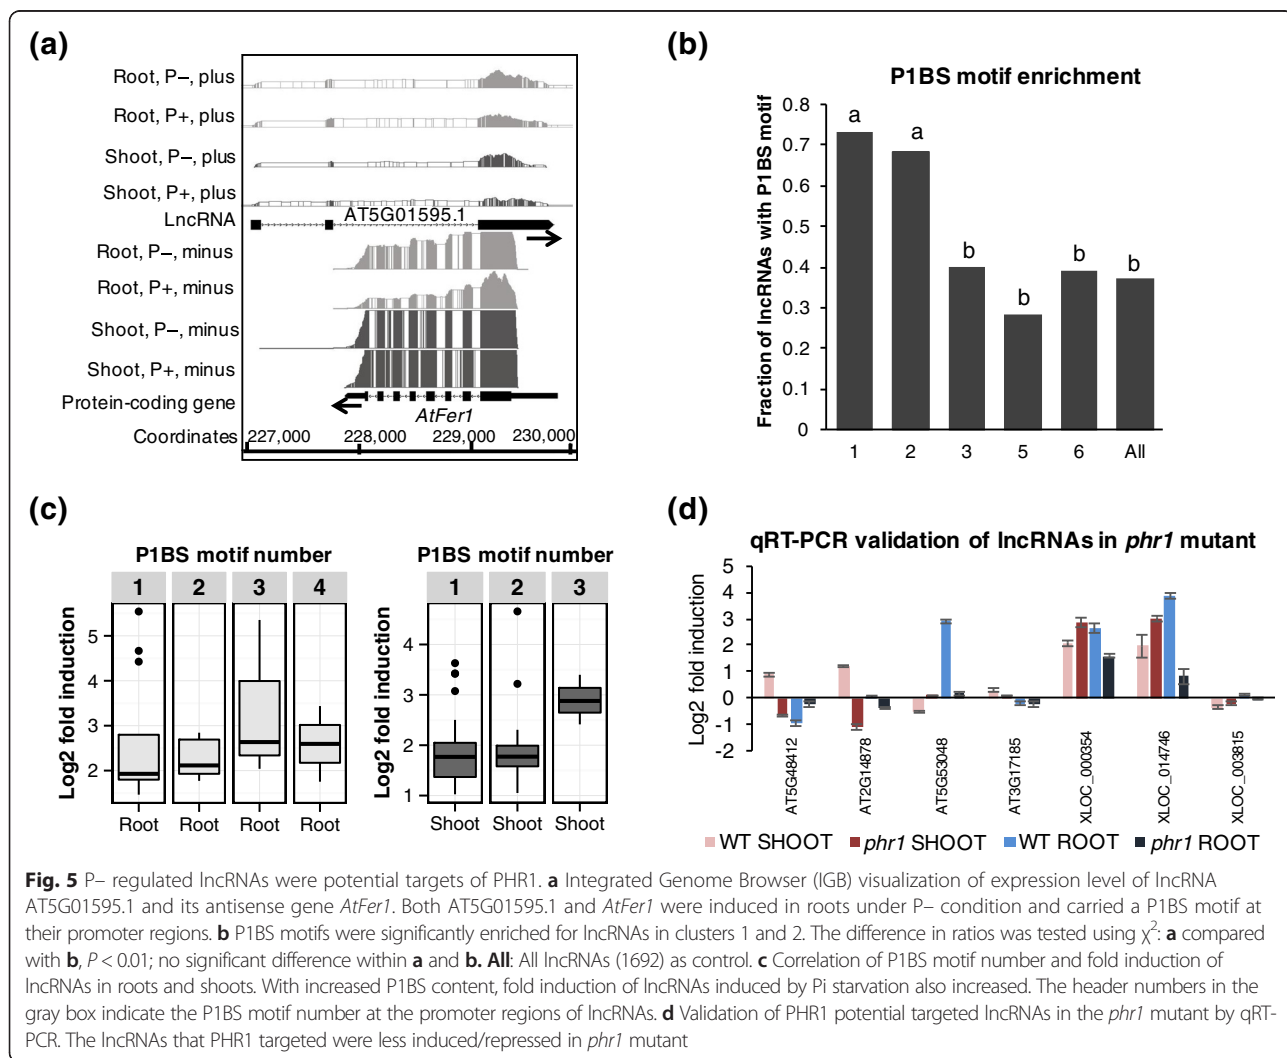 (a)
Root, P−, plus
Root, P+, plus
Shoot, P−, plus
Shoot, P+, plus
LncRNA
AT5G01595.1
Root, P−, minus
Root, P+, minus
Shoot, P−, minus
Shoot, P+, minus
Protein-coding gene
AtFer1
Coordinates
227,000 228,000 229,000 230,000
(b)
P1BS motif enrichment
Fraction of lncRNAs with P1BS motif
0.8
0.7
0.6
0.5
0.4
0.3
0.2
0.1
0
a a b b b b
1 2 3 5 6 All
(c)
P1BS motif number
1 2 3 4
Log2 fold induction
5
4
3
2
Root Root Root Root
P1BS motif number
1 2 3
Log2 fold induction
4
3
2
1
Shoot Shoot Shoot
(d)
qRT-PCR validation of lncRNAs in phr1 mutant
Log2 fold induction
5
4
3
2
1
0
-1
-2
AT5G48412
AT2G14878
AT5G53048
AT3G17185
XLOC_000354
XLOC_014746
XLOC_003815
WT SHOOT phr1 SHOOT WT ROOT phr1 ROOT
Fig. 5 P− regulated lncRNAs were potential targets of PHR1. a Integrated Genome Browser (IGB) visualization of expression level of lncRNA
AT5G01595.1 and its antisense gene AtFer1. Both AT5G01595.1 and AtFer1 were induced in roots under P− condition and carried a P1BS motif at
their promoter regions. b P1BS motifs were significantly enriched for lncRNAs in clusters 1 and 2. The difference in ratios was tested using χ²: a compared
with b, P < 0.01; no significant difference within a and b. All: All lncRNAs (1692) as control. c Correlation of P1BS motif number and fold induction of
lncRNAs in roots and shoots. With increased P1BS content, fold induction of lncRNAs induced by Pi starvation also increased. The header numbers in the
gray box indicate the P1BS motif number at the promoter regions of lncRNAs. d Validation of PHR1 potential targeted lncRNAs in the phr1 mutant by qRT-
PCR. The lncRNAs that PHR1 targeted were less induced/repressed in phr1 mutant